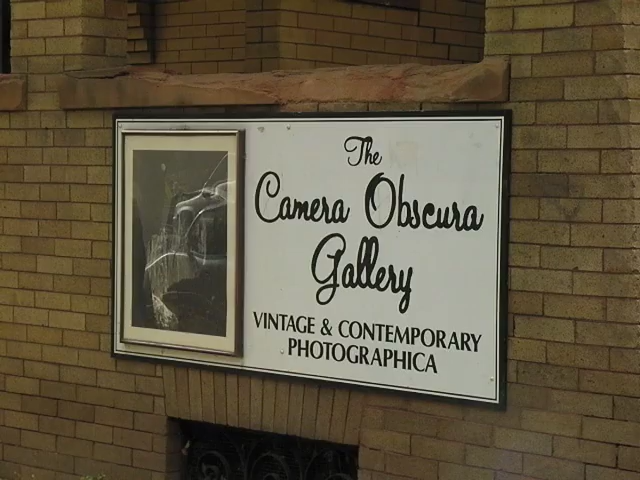 The
Camera Obscura
Gallery
VINTAGE & CONTEMPORARY
PHOTOGRAPHICA